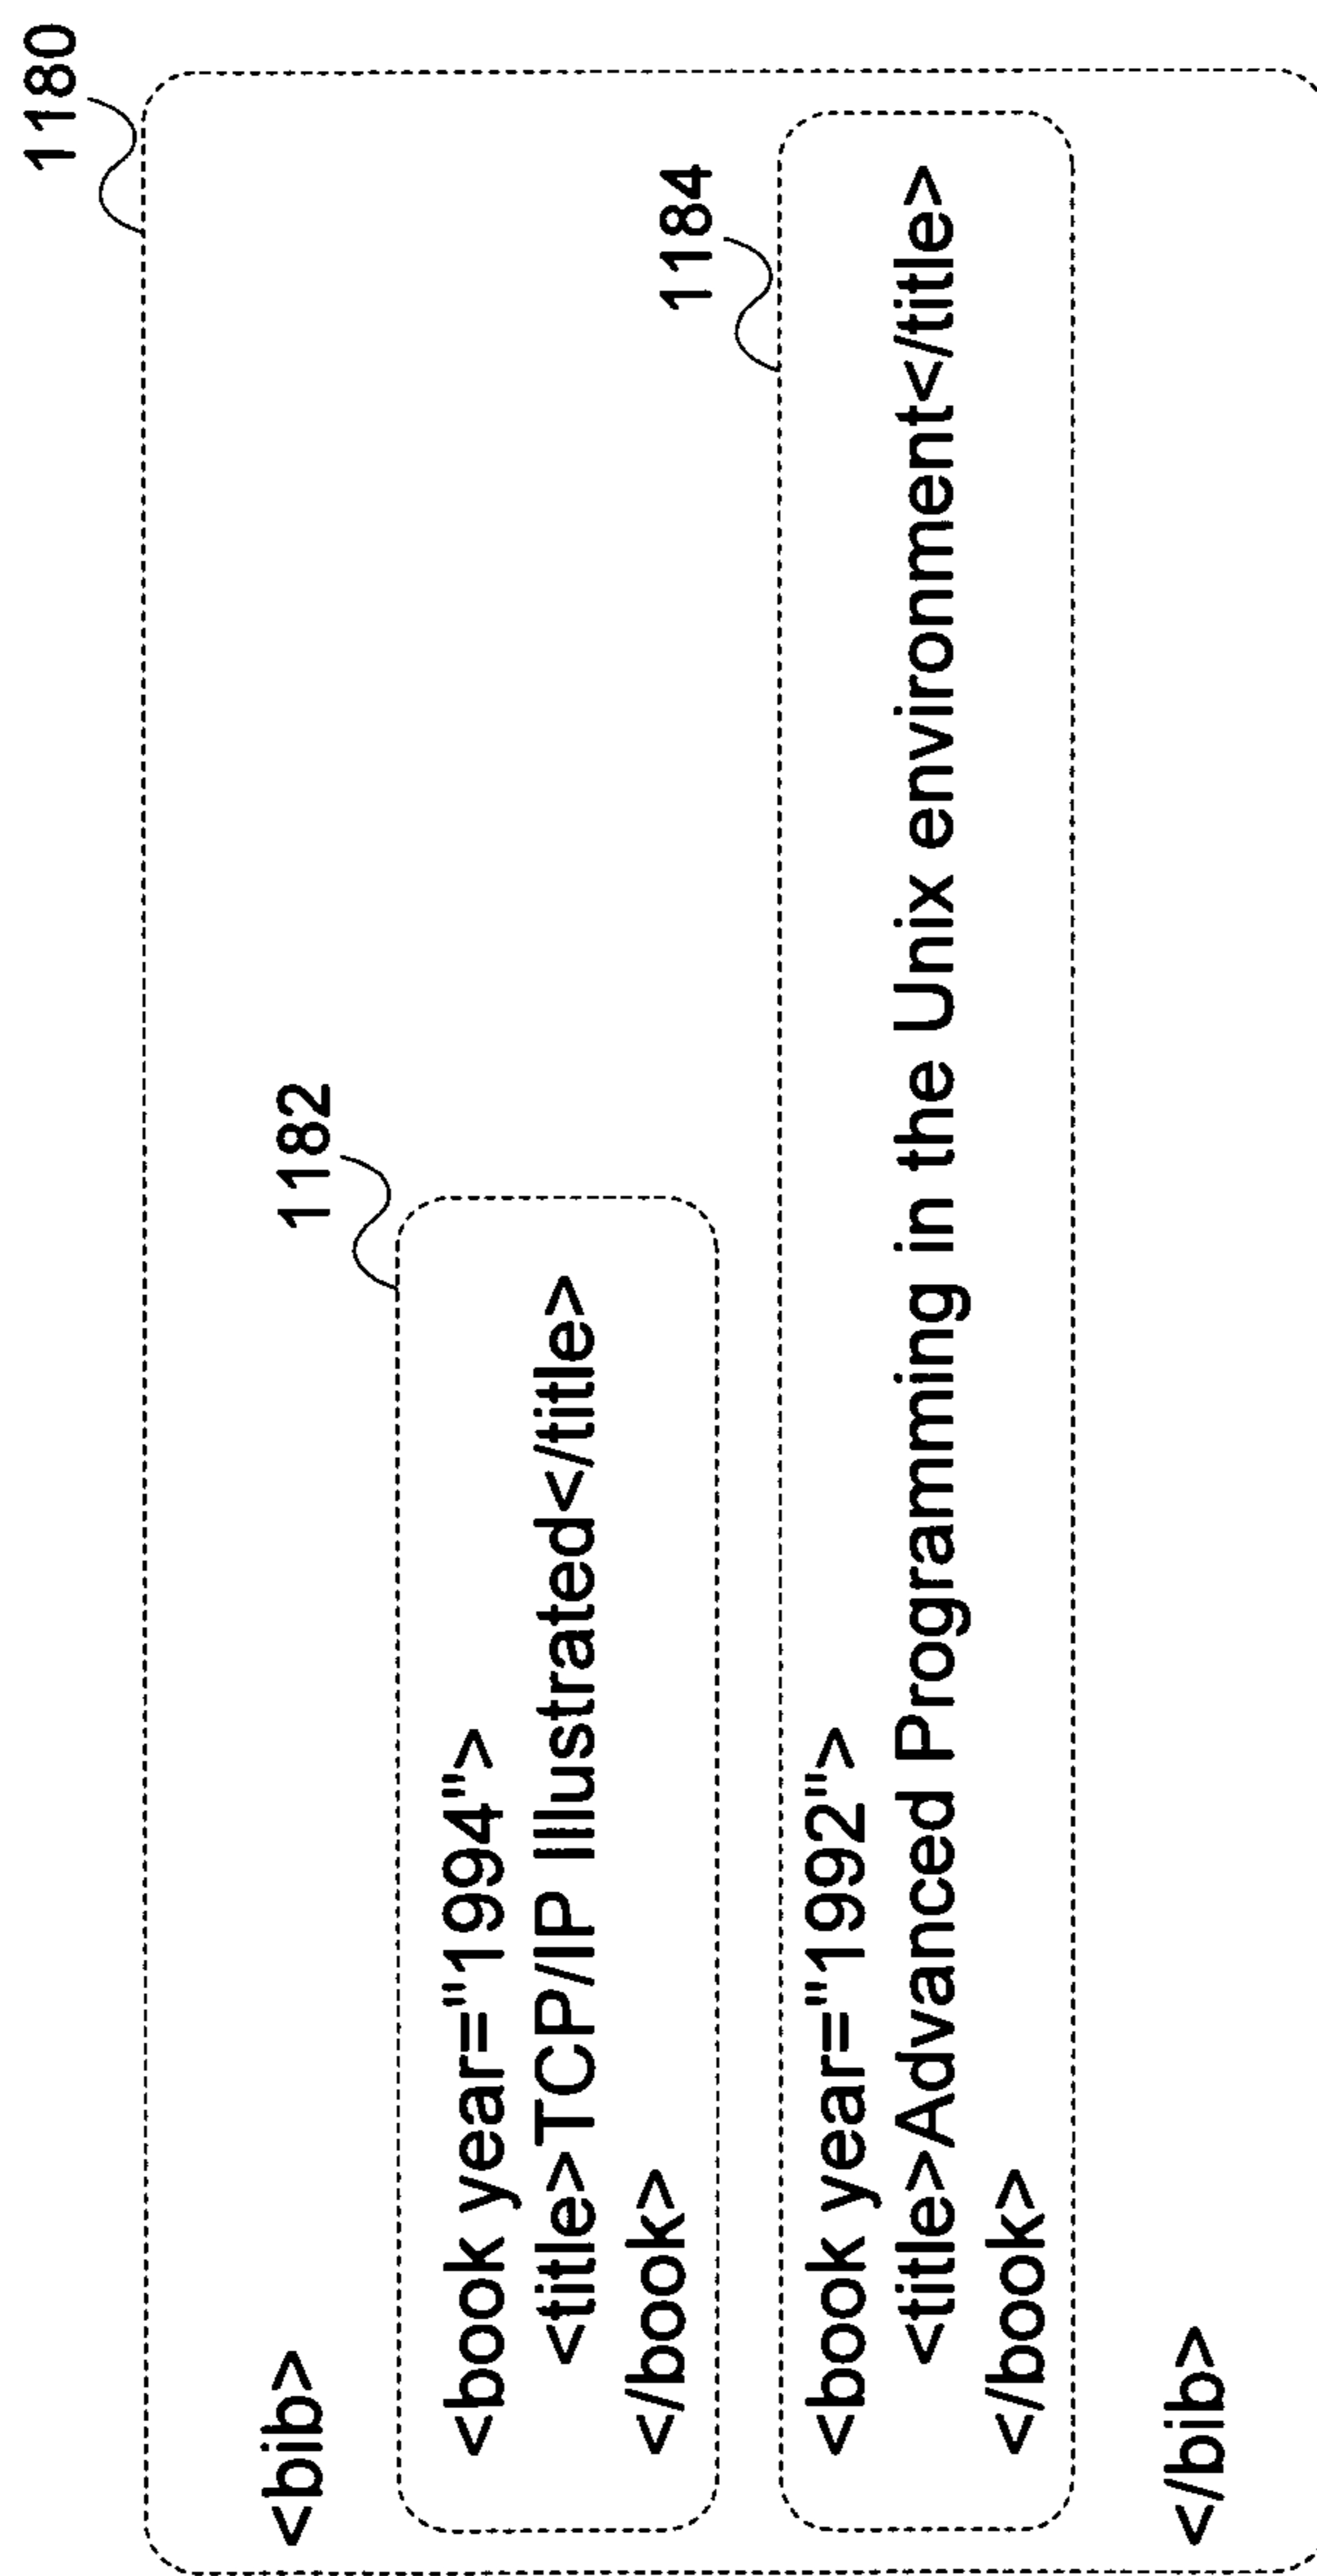 1180
<bib>
1182
<book year="1994">
<title>TCP/IP Illustrated</title>
</book>
1184
<book year="1992">
<title>Advanced Programming in the Unix environment</title>
</book>
</bib>